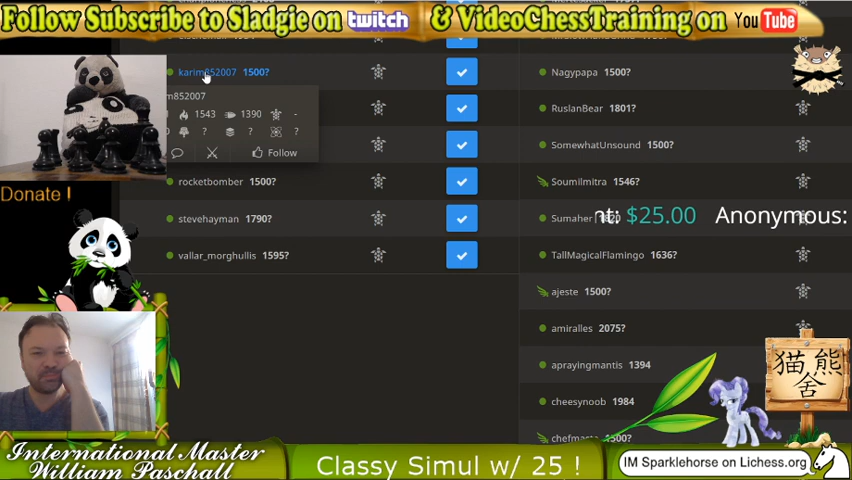 Follow Subscribe to Sladgie on twitch & VideoChessTraining on YouTube
karim852007 1500?
m852007
1543 1390 -
? ? ?
Follow
rocketbomber 1500?
stevehayman 1790?
vallar_morghullis 1595?
Nagypapa 1500?
RuslanBear 1801?
SomewhatUnsound 1500?
Soumilmitra 1546?
Sumaher
nt: $25.00 Anonymous:
TallMagicalFlamingo 1636?
ajeste 1500?
amiralles 2075?
aprayingmantis 1394
cheesynoob 1984
1500?
Donate !
猫熊舍
International Master
William Paschall
Classy Simul w/ 25 !
IM Sparklehorse on Lichess.org